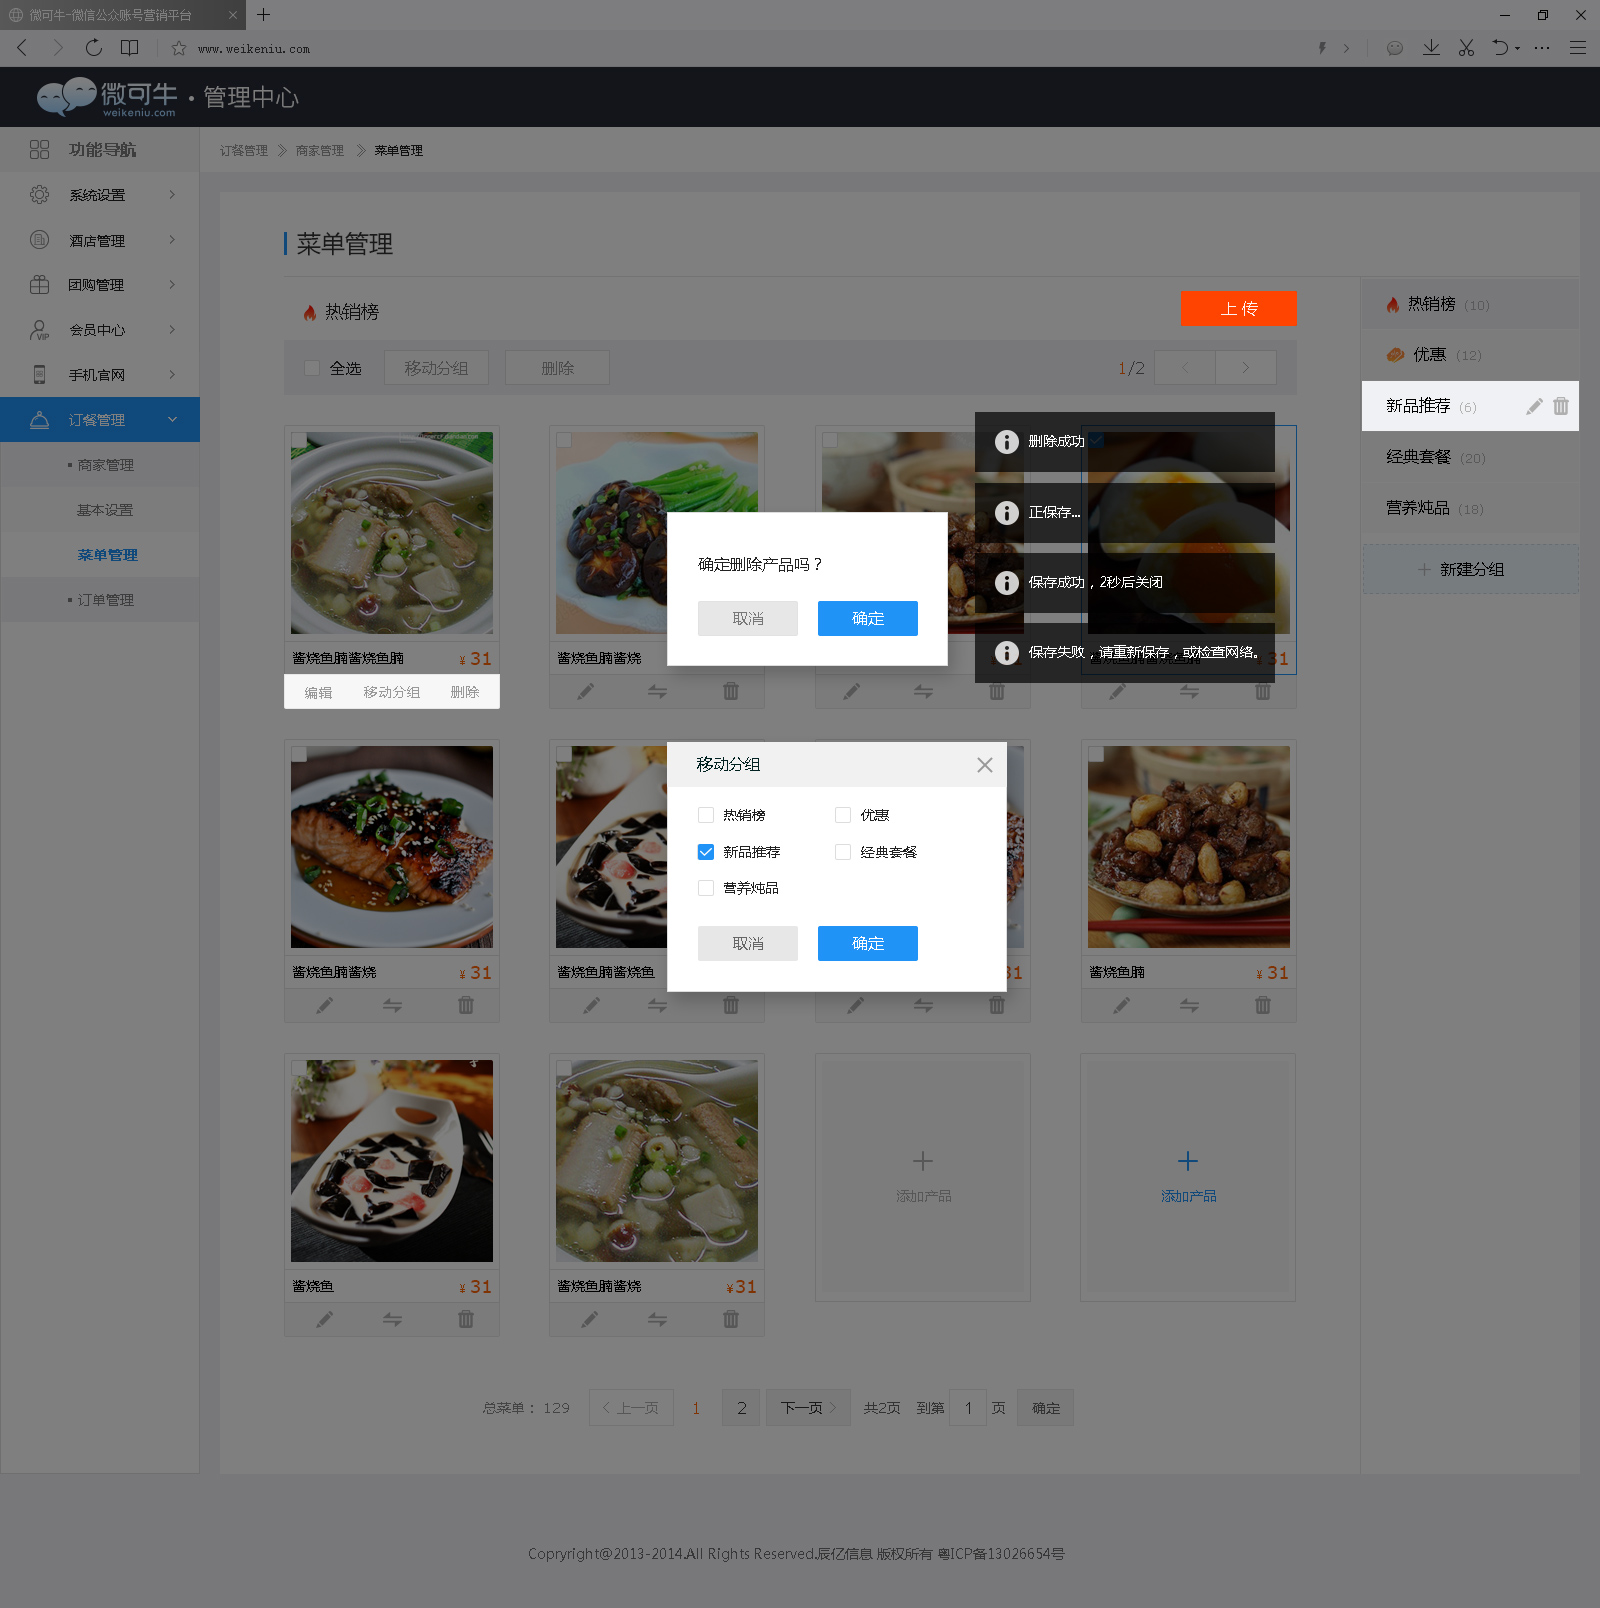 微可牛-微信公众账号营销平台
www.weikeniu.com
微可牛
weikeniu.com
·管理中心
功能导航
系统设置
酒店管理
团购管理
会员中心
手机官网
订餐管理
商家管理
基本设置
菜单管理
订单管理
订餐管理 商家管理 菜单管理
菜单管理
热销榜
上 传
全选 移动分组 删除 1/2
热销榜 (10)
优惠 (12)
新品推荐 (6)
经典套餐 (20)
营养炖品 (18)
新建分组
删除成功
正保存...
保存成功，2秒后关闭
保存失败，请重新保存，或检查网络。
确定删除产品吗？
取消 确定
酱烧鱼腩酱烧鱼腩 ¥ 31
酱烧鱼腩酱烧
31
编辑 移动分组 删除
移动分组
热销榜 优惠
新品推荐 经典套餐
营养炖品
取消 确定
酱烧鱼腩酱烧 ¥ 31
酱烧鱼腩酱烧鱼
31
酱烧鱼腩 ¥ 31
酱烧鱼 ¥ 31
酱烧鱼腩酱烧 ¥31
添加产品
添加产品
总菜单： 129 上一页 1 2 下一页 共2页 到第 1 页 确定
Copryright@2013-2014.All Rights Reserved.辰亿信息 版权所有 粤ICP备13026654号